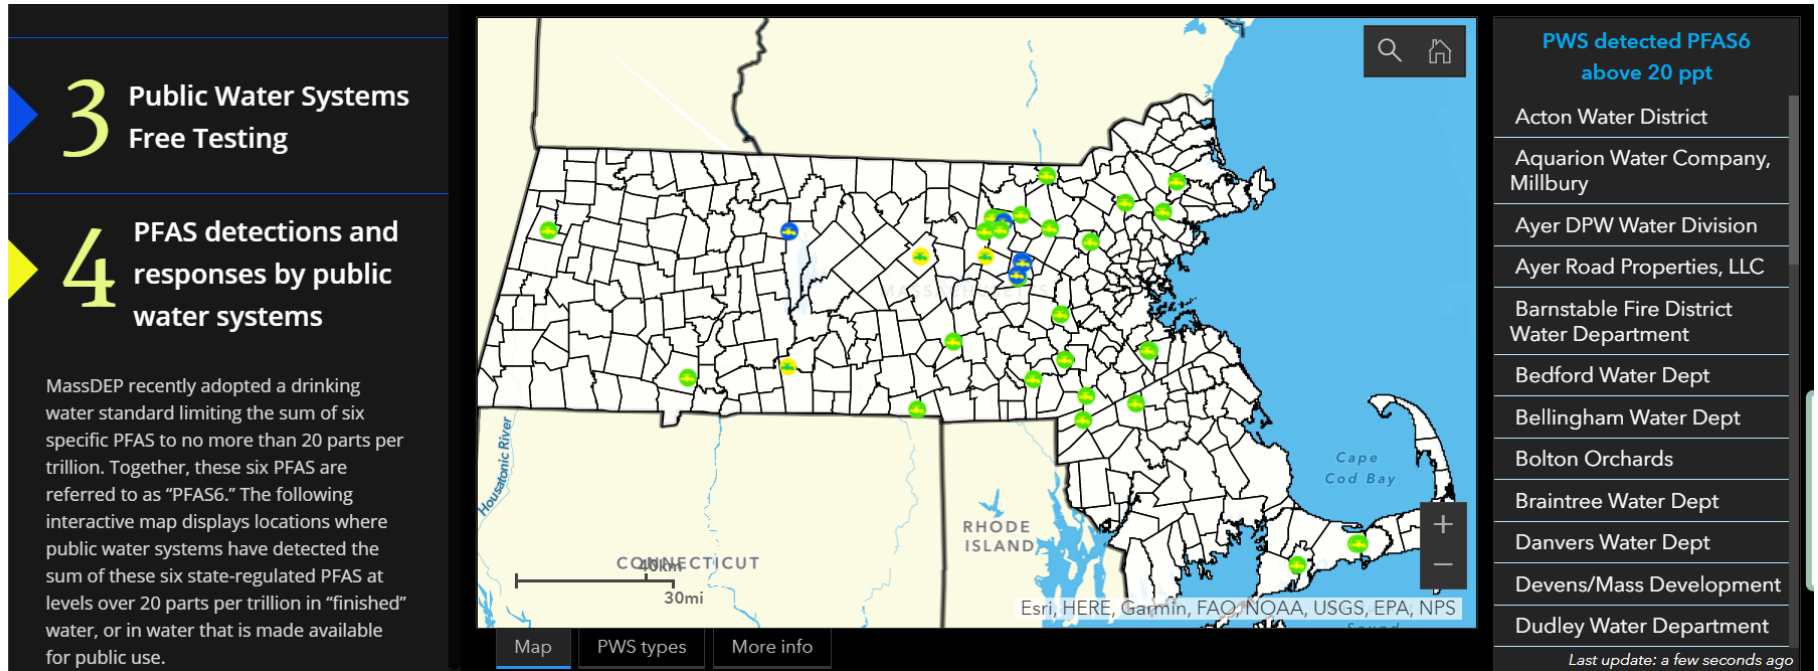 3
Public Water Systems
Free Testing
4
PFAS detections and
responses by public
water systems
MassDEP recently adopted a drinking
water standard limiting the sum of six
specific PFAS to no more than 20 parts per
trillion. Together, these six PFAS are
referred to as “PFAS6.” The following
interactive map displays locations where
public water systems have detected the
sum of these six state-regulated PFAS at
levels over 20 parts per trillion in “finished”
water, or in water that is made available
for public use.
MASSACHUSETTS
Housatonic River
Cape
Cod Bay
RHODE
ISLAND
CONNECTICUT
40km
30mi
Sound
Esri, HERE, Garmin, FAO, NOAA, USGS, EPA, NPS
+
−
Map
PWS types
More info
PWS detected PFAS6
above 20 ppt
Acton Water District
Aquarion Water Company,
Millbury
Ayer DPW Water Division
Ayer Road Properties, LLC
Barnstable Fire District
Water Department
Bedford Water Dept
Bellingham Water Dept
Bolton Orchards
Braintree Water Dept
Danvers Water Dept
Devens/Mass Development
Dudley Water Department
Last update: a few seconds ago